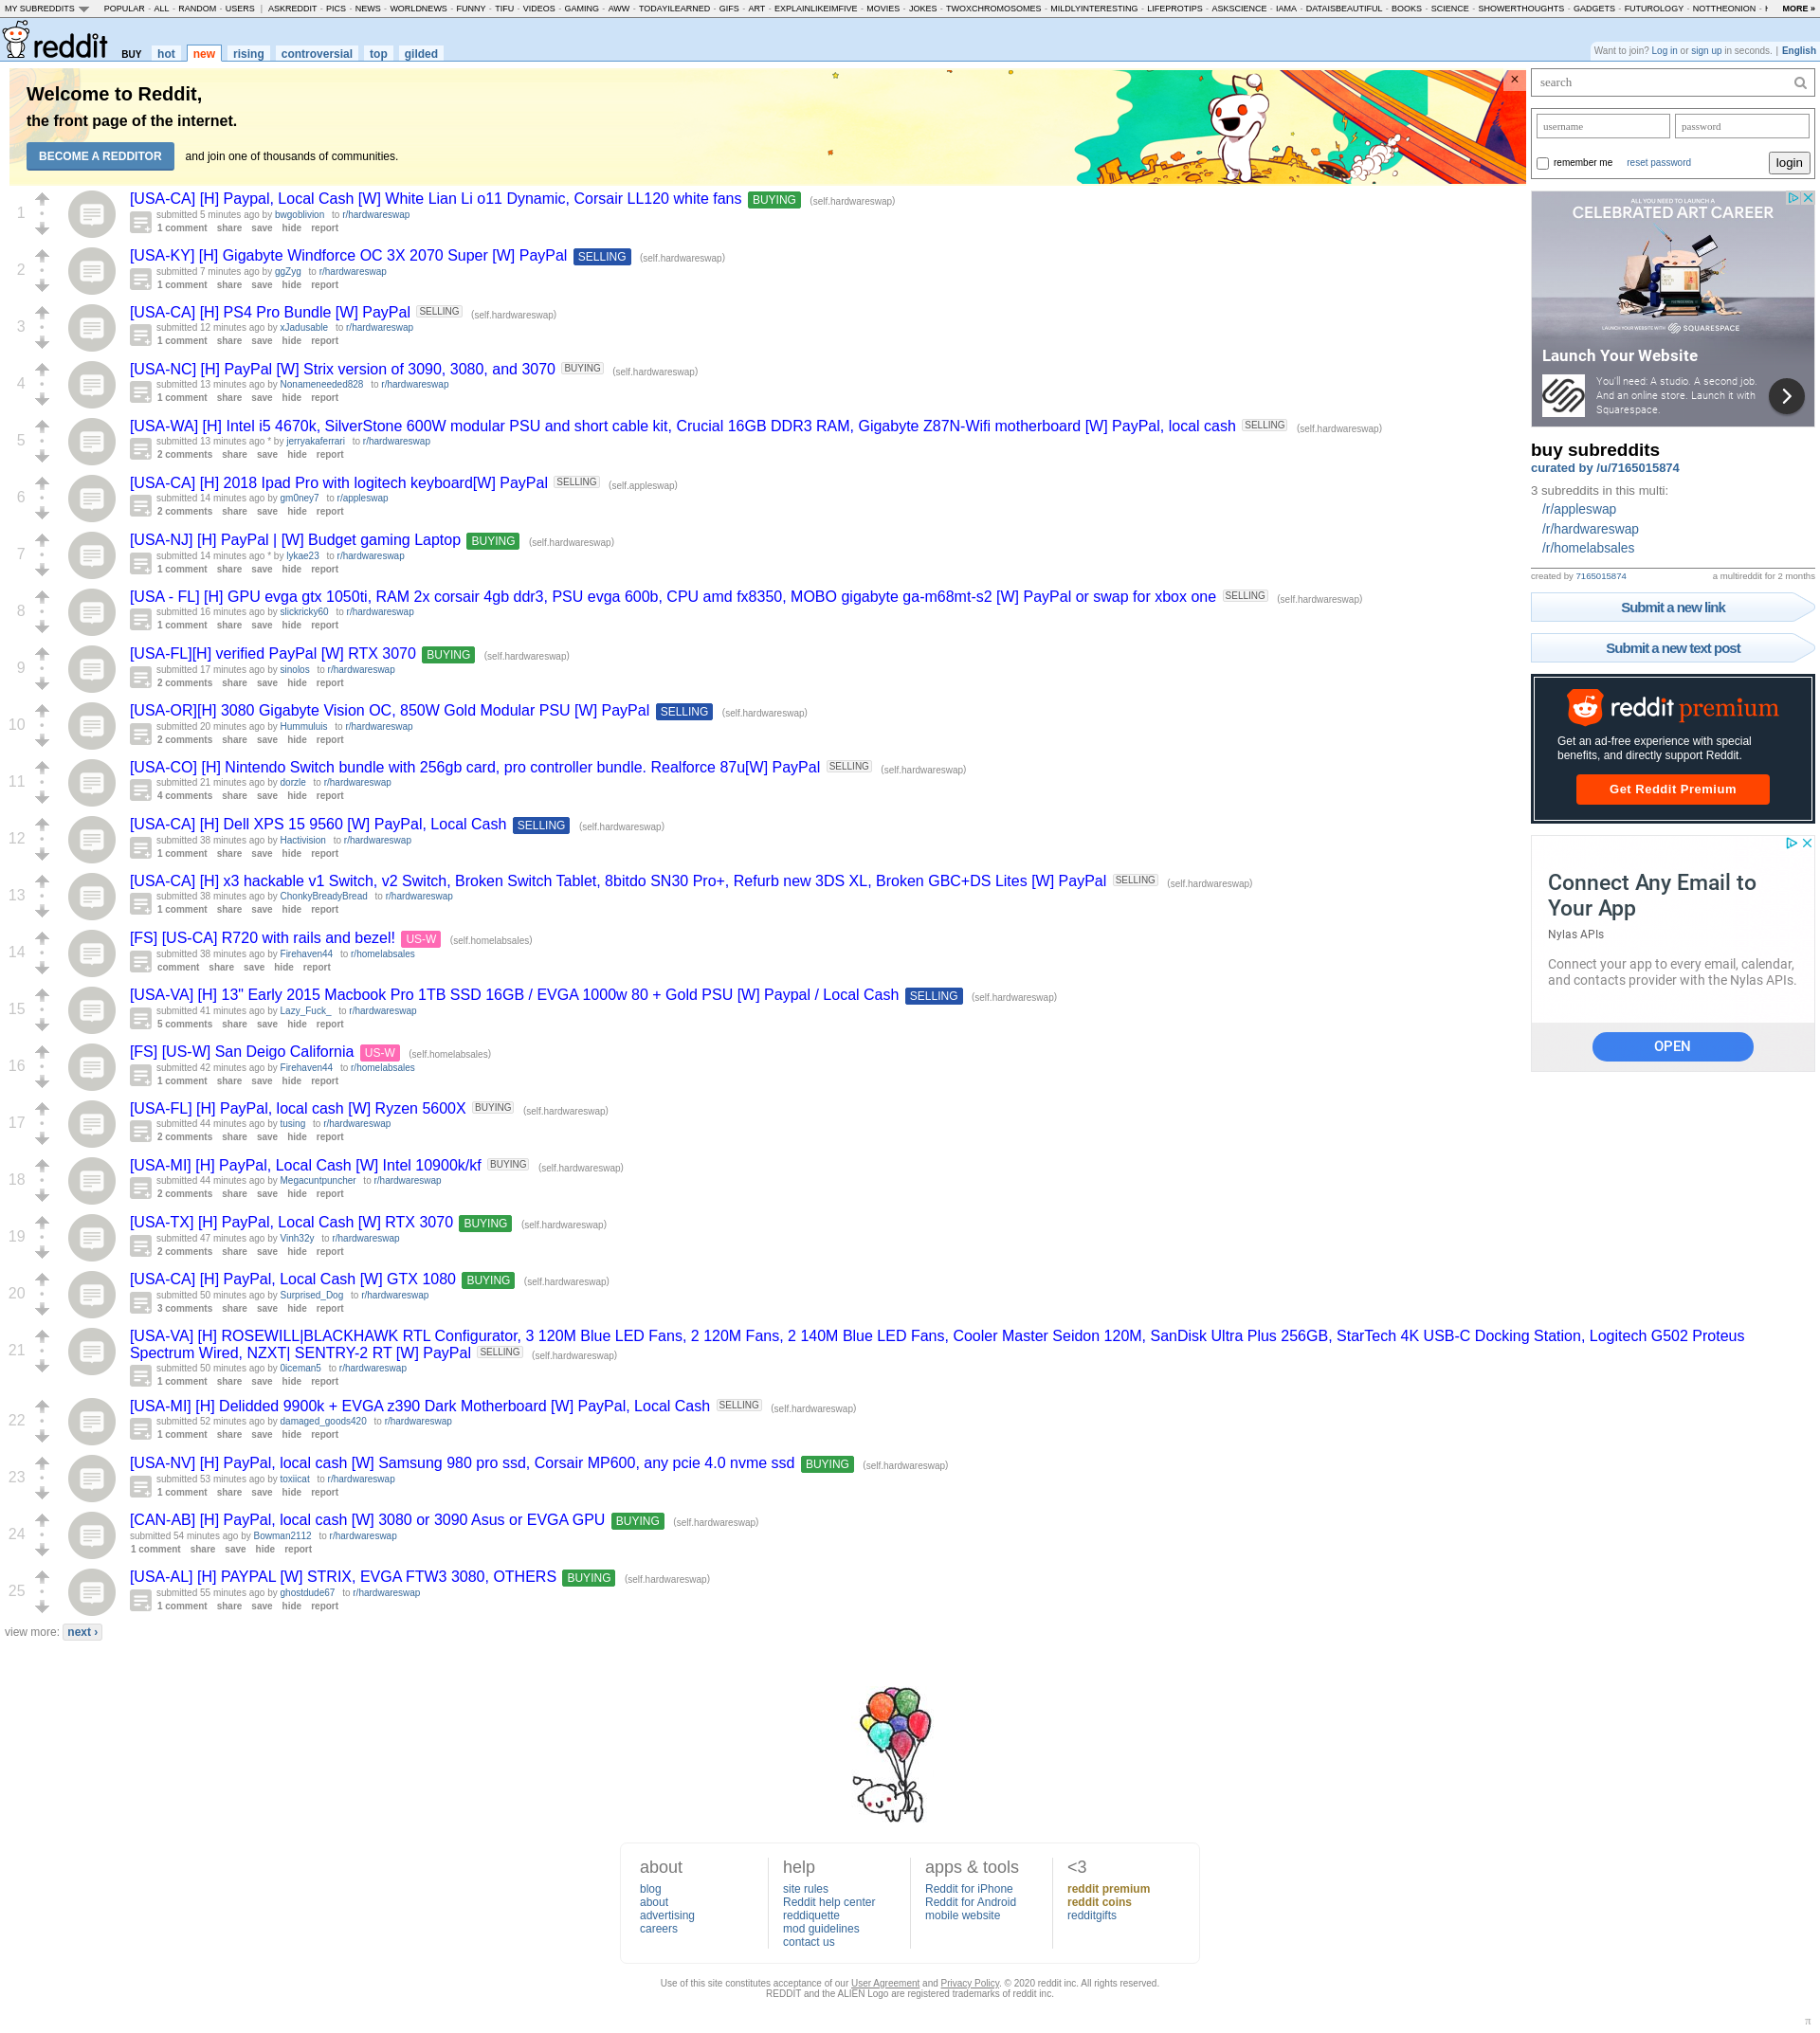 MY SUBREDDITS POPULAR - ALL - RANDOM - USERS | ASKREDDIT - PICS - NEWS - WORLDNEWS - FUNNY - TIFU - VIDEOS - GAMING - AWW - TODAYILEARNED - GIFS - ART - EXPLAINLIKEIMFIVE - MOVIES - JOKES - TWOXCHROMOSOMES - MILDLYINTERESTING - LIFEPROTIPS - ASKSCIENCE - IAMA - DATAISBEAUTIFUL - BOOKS - SCIENCE - SHOWERTHOUGHTS - GADGETS - FUTUROLOGY - NOTTHEONION - MORE »
reddit BUY hot new rising controversial top gilded
Want to join? Log in or sign up in seconds. | English
Welcome to Reddit,
the front page of the internet.
BECOME A REDDITOR and join one of thousands of communities.
×
1
[USA-CA] [H] Paypal, Local Cash [W] White Lian Li o11 Dynamic, Corsair LL120 white fans BUYING (self.hardwareswap)
submitted 5 minutes ago by bwgoblivion to r/hardwareswap
1 comment share save hide report
2
[USA-KY] [H] Gigabyte Windforce OC 3X 2070 Super [W] PayPal SELLING (self.hardwareswap)
submitted 7 minutes ago by ggZyg to r/hardwareswap
1 comment share save hide report
3
[USA-CA] [H] PS4 Pro Bundle [W] PayPal SELLING (self.hardwareswap)
submitted 12 minutes ago by xJadusable to r/hardwareswap
1 comment share save hide report
4
[USA-NC] [H] PayPal [W] Strix version of 3090, 3080, and 3070 BUYING (self.hardwareswap)
submitted 13 minutes ago by Nonameneeded828 to r/hardwareswap
1 comment share save hide report
5
[USA-WA] [H] Intel i5 4670k, SilverStone 600W modular PSU and short cable kit, Crucial 16GB DDR3 RAM, Gigabyte Z87N-Wifi motherboard [W] PayPal, local cash SELLING (self.hardwareswap)
submitted 13 minutes ago * by jerryakaferrari to r/hardwareswap
2 comments share save hide report
6
[USA-CA] [H] 2018 Ipad Pro with logitech keyboard[W] PayPal SELLING (self.appleswap)
submitted 14 minutes ago by gm0ney7 to r/appleswap
2 comments share save hide report
7
[USA-NJ] [H] PayPal | [W] Budget gaming Laptop BUYING (self.hardwareswap)
submitted 14 minutes ago * by lykae23 to r/hardwareswap
1 comment share save hide report
8
[USA - FL] [H] GPU evga gtx 1050ti, RAM 2x corsair 4gb ddr3, PSU evga 600b, CPU amd fx8350, MOBO gigabyte ga-m68mt-s2 [W] PayPal or swap for xbox one SELLING (self.hardwareswap)
submitted 16 minutes ago by slickricky60 to r/hardwareswap
1 comment share save hide report
9
[USA-FL][H] verified PayPal [W] RTX 3070 BUYING (self.hardwareswap)
submitted 17 minutes ago by sinolos to r/hardwareswap
2 comments share save hide report
10
[USA-OR][H] 3080 Gigabyte Vision OC, 850W Gold Modular PSU [W] PayPal SELLING (self.hardwareswap)
submitted 20 minutes ago by Hummuluis to r/hardwareswap
2 comments share save hide report
11
[USA-CO] [H] Nintendo Switch bundle with 256gb card, pro controller bundle. Realforce 87u[W] PayPal SELLING (self.hardwareswap)
submitted 21 minutes ago by dorzle to r/hardwareswap
4 comments share save hide report
12
[USA-CA] [H] Dell XPS 15 9560 [W] PayPal, Local Cash SELLING (self.hardwareswap)
submitted 38 minutes ago by Hactivision to r/hardwareswap
1 comment share save hide report
13
[USA-CA] [H] x3 hackable v1 Switch, v2 Switch, Broken Switch Tablet, 8bitdo SN30 Pro+, Refurb new 3DS XL, Broken GBC+DS Lites [W] PayPal SELLING (self.hardwareswap)
submitted 38 minutes ago by ChonkyBreadyBread to r/hardwareswap
1 comment share save hide report
14
[FS] [US-CA] R720 with rails and bezel! US-W (self.homelabsales)
submitted 38 minutes ago by Firehaven44 to r/homelabsales
comment share save hide report
15
[USA-VA] [H] 13" Early 2015 Macbook Pro 1TB SSD 16GB / EVGA 1000w 80 + Gold PSU [W] Paypal / Local Cash SELLING (self.hardwareswap)
submitted 41 minutes ago by Lazy_Fuck_ to r/hardwareswap
5 comments share save hide report
16
[FS] [US-W] San Deigo California US-W (self.homelabsales)
submitted 42 minutes ago by Firehaven44 to r/homelabsales
1 comment share save hide report
17
[USA-FL] [H] PayPal, local cash [W] Ryzen 5600X BUYING (self.hardwareswap)
submitted 44 minutes ago by tusing to r/hardwareswap
2 comments share save hide report
18
[USA-MI] [H] PayPal, Local Cash [W] Intel 10900k/kf BUYING (self.hardwareswap)
submitted 44 minutes ago by Megacuntpuncher to r/hardwareswap
2 comments share save hide report
19
[USA-TX] [H] PayPal, Local Cash [W] RTX 3070 BUYING (self.hardwareswap)
submitted 47 minutes ago by Vinh32y to r/hardwareswap
2 comments share save hide report
20
[USA-CA] [H] PayPal, Local Cash [W] GTX 1080 BUYING (self.hardwareswap)
submitted 50 minutes ago by Surprised_Dog to r/hardwareswap
3 comments share save hide report
21
[USA-VA] [H] ROSEWILL|BLACKHAWK RTL Configurator, 3 120M Blue LED Fans, 2 120M Fans, 2 140M Blue LED Fans, Cooler Master Seidon 120M, SanDisk Ultra Plus 256GB, StarTech 4K USB-C Docking Station, Logitech G502 Proteus
Spectrum Wired, NZXT| SENTRY-2 RT [W] PayPal SELLING (self.hardwareswap)
submitted 50 minutes ago by 0iceman5 to r/hardwareswap
1 comment share save hide report
22
[USA-MI] [H] Delidded 9900k + EVGA z390 Dark Motherboard [W] PayPal, Local Cash SELLING (self.hardwareswap)
submitted 52 minutes ago by damaged_goods420 to r/hardwareswap
1 comment share save hide report
23
[USA-NV] [H] PayPal, local cash [W] Samsung 980 pro ssd, Corsair MP600, any pcie 4.0 nvme ssd BUYING (self.hardwareswap)
submitted 53 minutes ago by toxiicat to r/hardwareswap
1 comment share save hide report
24
[CAN-AB] [H] PayPal, local cash [W] 3080 or 3090 Asus or EVGA GPU BUYING (self.hardwareswap)
submitted 54 minutes ago by Bowman2112 to r/hardwareswap
1 comment share save hide report
25
[USA-AL] [H] PAYPAL [W] STRIX, EVGA FTW3 3080, OTHERS BUYING (self.hardwareswap)
submitted 55 minutes ago by ghostdude67 to r/hardwareswap
1 comment share save hide report
view more: next ›
search
username password
remember me reset password login
ALL YOU NEED TO LAUNCH A
CELEBRATED ART CAREER
LAUNCH YOUR WEBSITE WITH SQUARESPACE
Launch Your Website
You'll need: A studio. A second job.
And an online store. Launch it with
Squarespace.
buy subreddits
curated by /u/7165015874
3 subreddits in this multi:
/r/appleswap
/r/hardwareswap
/r/homelabsales
created by 7165015874 a multireddit for 2 months
Submit a new link
Submit a new text post
reddit premium
Get an ad-free experience with special
benefits, and directly support Reddit.
Get Reddit Premium
Connect Any Email to
Your App
Nylas APIs
Connect your app to every email, calendar,
and contacts provider with the Nylas APIs.
OPEN
about
blog
about
advertising
careers
help
site rules
Reddit help center
reddiquette
mod guidelines
contact us
apps & tools
Reddit for iPhone
Reddit for Android
mobile website
<3
reddit premium
reddit coins
redditgifts
Use of this site constitutes acceptance of our User Agreement and Privacy Policy. © 2020 reddit inc. All rights reserved.
REDDIT and the ALIEN Logo are registered trademarks of reddit inc.
π